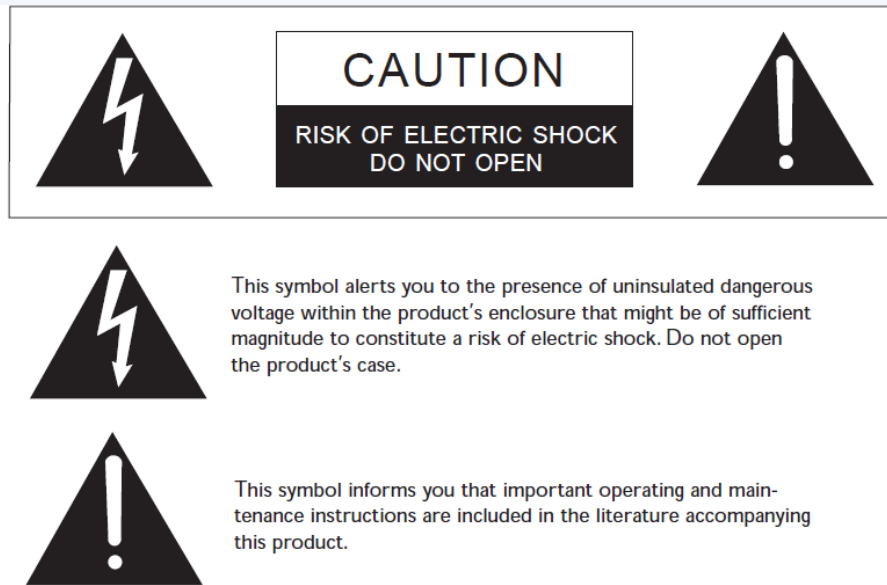 CAUTION
RISK OF ELECTRIC SHOCK
DO NOT OPEN
This symbol alerts you to the presence of uninsulated dangerous
voltage within the product's enclosure that might be of sufficient
magnitude to constitute a risk of electric shock. Do not open
the product's case.
This symbol informs you that important operating and main-
tenance instructions are included in the literature accompanying
this product.